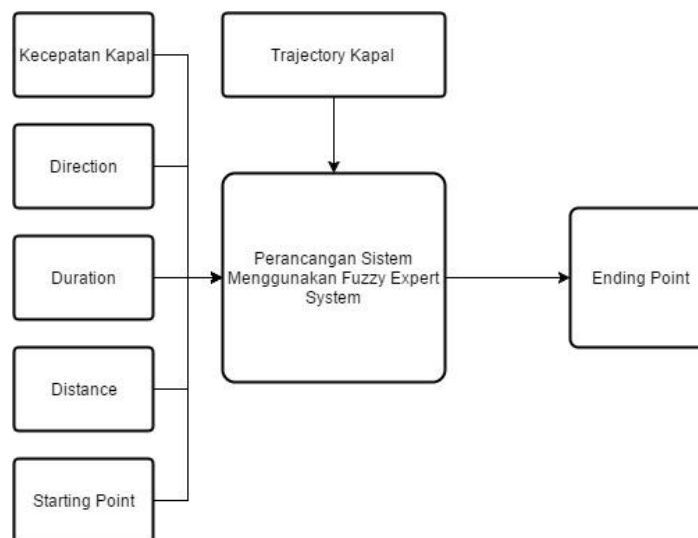 Kecepatan Kapal
Trajectory Kapal
Direction
Perancangan Sistem
Menggunakan Fuzzy Expert
System
Duration
Ending Point
Distance
Starting Point